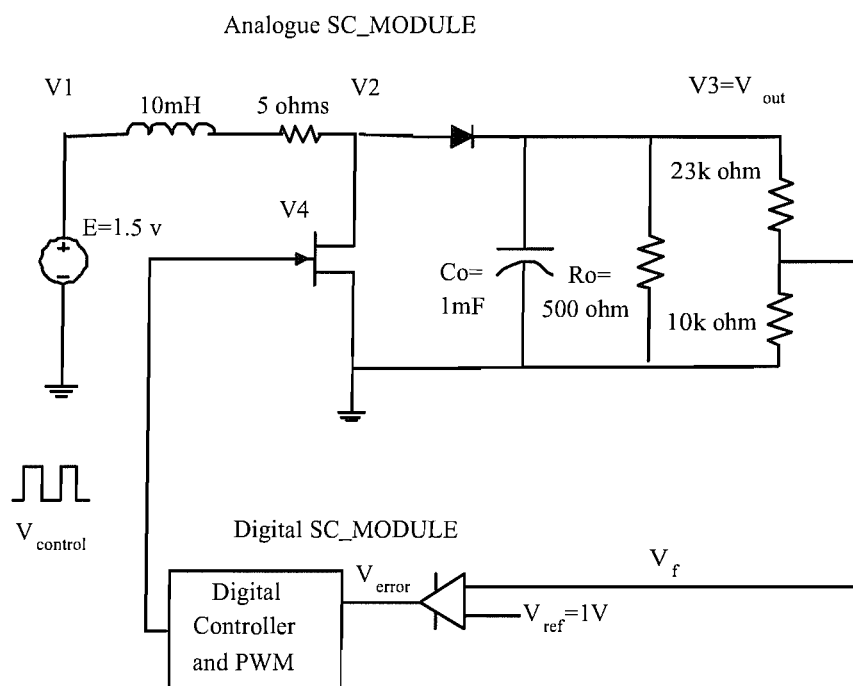 Analogue SC_MODULE
V1
10mH
5 ohms
V2
V3=V out
23k ohm
V4
E=1.5 v
Co=
1mF
Ro=
500 ohm
10k ohm
V control
Digital SC_MODULE
V error
V f
V ref =1V
Digital
Controller
and PWM